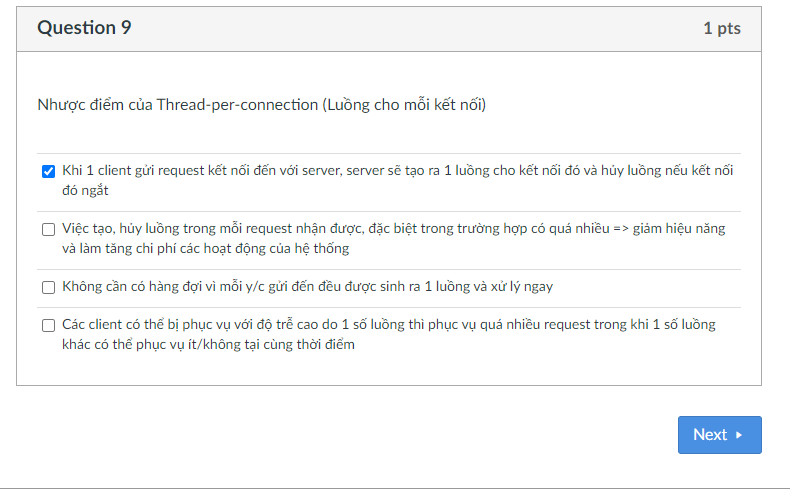 Question 9
1 pts
Nhược điểm của Thread-per-connection (Luồng cho mỗi kết nối)
Khi 1 client gửi request kết nối đến với server, server sẽ tạo ra 1 luồng cho kết nối đó và hủy luồng nếu kết nối
đó ngắt
Việc tạo, hủy luồng trong mỗi request nhận được, đặc biệt trong trường hợp có quá nhiều => giảm hiệu năng
và làm tăng chi phí các hoạt động của hệ thống
Không cần có hàng đợi vì mỗi y/c gửi đến đều được sinh ra 1 luồng và xử lý ngay
Các client có thể bị phục vụ với độ trễ cao do 1 số luồng thì phục vụ quá nhiều request trong khi 1 số luồng
khác có thể phục vụ ít/không tại cùng thời điểm
Next